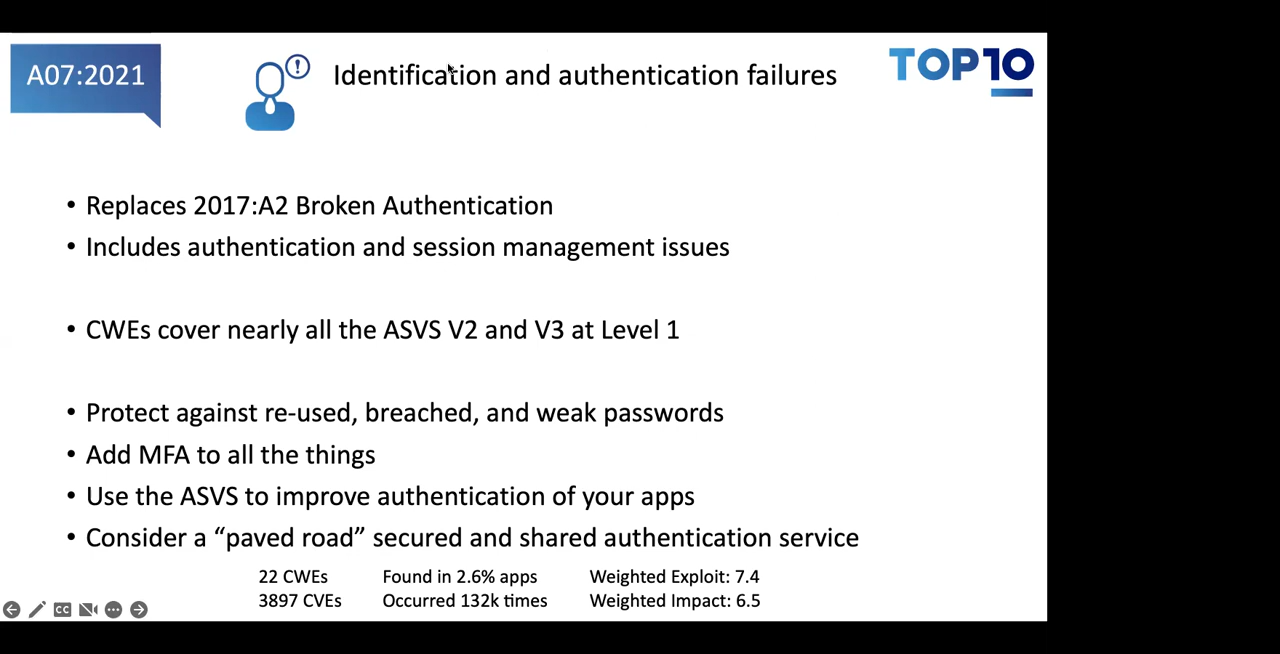 A07:2021
Identification and authentication failures
TOP10
• Replaces 2017:A2 Broken Authentication
• Includes authentication and session management issues
• CWEs cover nearly all the ASVS V2 and V3 at Level 1
• Protect against re-used, breached, and weak passwords
• Add MFA to all the things
• Use the ASVS to improve authentication of your apps
• Consider a “paved road” secured and shared authentication service
22 CWEs Found in 2.6% apps Weighted Exploit: 7.4
3897 CVEs Occurred 132k times Weighted Impact: 6.5
CC